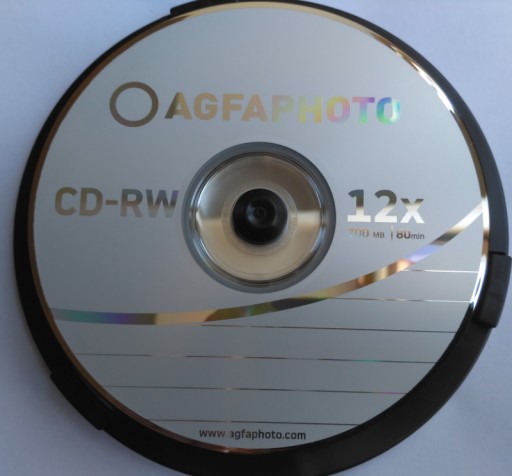 AGFAPHOTO
CD-RW
12x
700 MB | 80min
www.agfaphoto.com